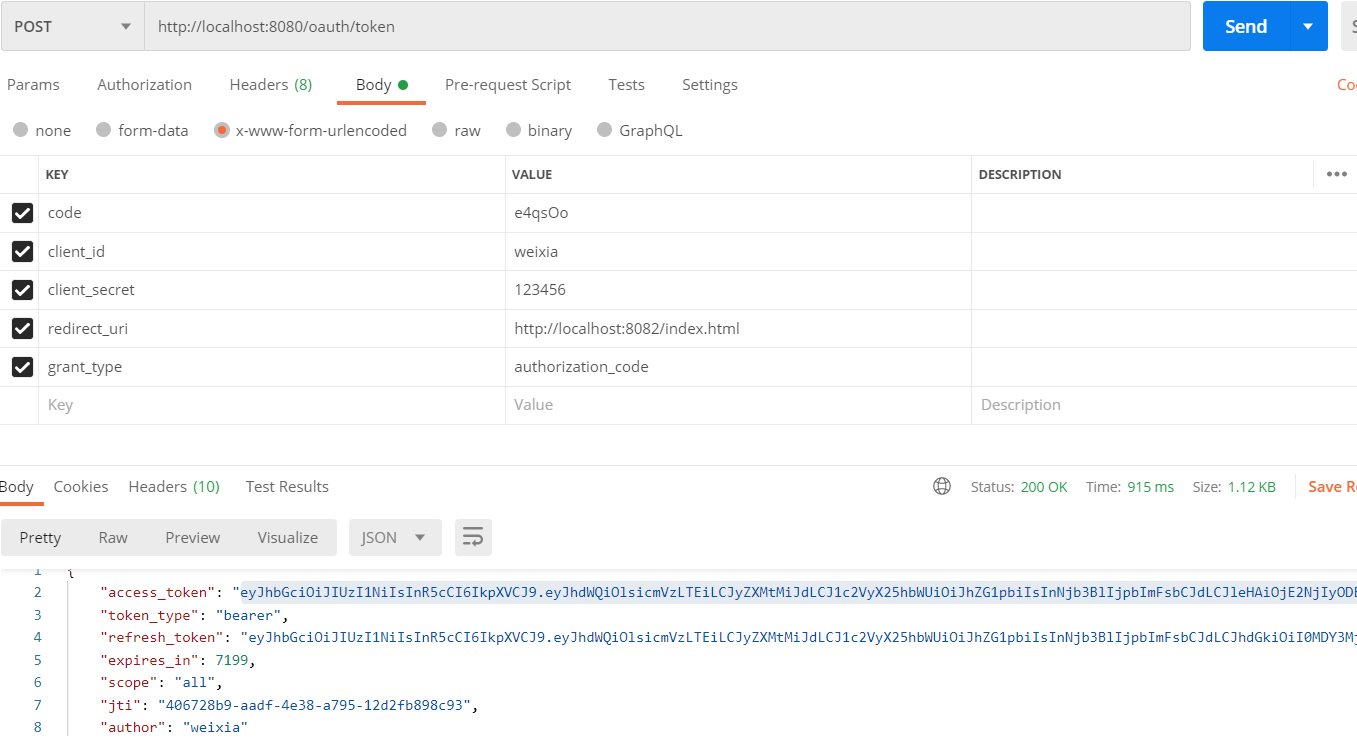 POST http://localhost:8080/oauth/token Send
Params Authorization Headers (8) Body Pre-request Script Tests Settings
none form-data x-www-form-urlencoded raw binary GraphQL
KEY VALUE DESCRIPTION
code e4qsOo
client_id weixia
client_secret 123456
redirect_uri http://localhost:8082/index.html
grant_type authorization_code
Key Value Description
Body Cookies Headers (10) Test Results Status: 200 OK Time: 915 ms Size: 1.12 KB Save
Pretty Raw Preview Visualize JSON
1 {
2 "access_token": "eyJhbGciOiJIUzI1NiIsInR5cCI6IkpXVCJ9.eyJhdWQiOlsicmVzLTEiLCJyZXMtMiJdLCJ1c2VyX25hbWUiOiJhZG1pbiIsInNjb3BlIjpbImFsbCJdLCJleHAiOjE2NjIyODE
3 "token_type": "bearer",
4 "refresh_token": "eyJhbGciOiJIUzI1NiIsInR5cCI6IkpXVCJ9.eyJhdWQiOlsicmVzLTEiLCJyZXMtMiJdLCJ1c2VyX25hbWUiOiJhZG1pbiIsInNjb3BlIjpbImFsbCJdLCJhdGkiOiI0MDY3Mj
5 "expires_in": 7199,
6 "scope": "all",
7 "jti": "406728b9-aadf-4e38-a795-12d2fb898c93",
8 "author": "weixia"